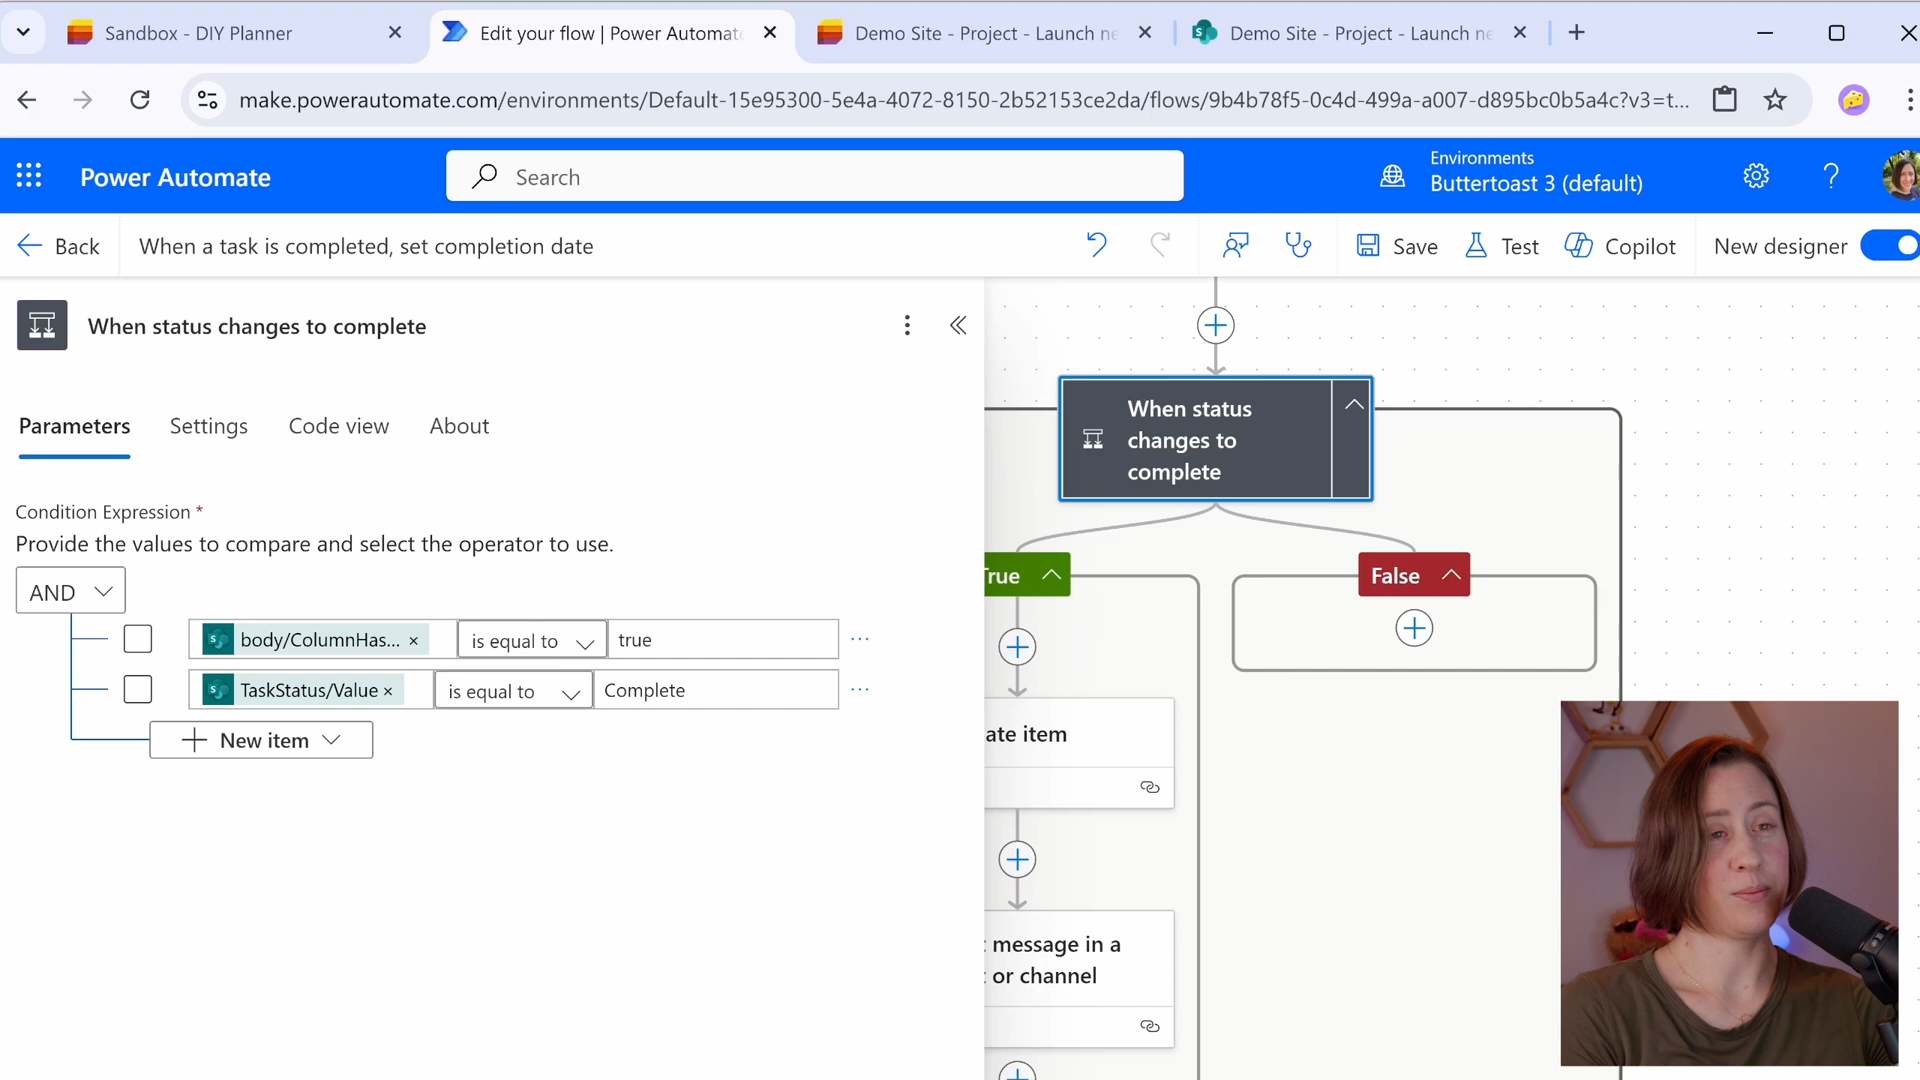 Sandbox - DIY Planner
Edit your flow | Power Automate
Demo Site - Project - Launch ne
Demo Site - Project - Launch ne
make.powerautomate.com/environments/Default-15e95300-5e4a-4072-8150-2b52153ce2da/flows/9b4b78f5-0c4d-499a-a007-d895bc0b5a4c?v3=t...
Power Automate
Search
Environments
Buttertoast 3 (default)
Back
When a task is completed, set completion date
Save
Test
Copilot
New designer
When status changes to complete
Parameters
Settings
Code view
About
Condition Expression *
Provide the values to compare and select the operator to use.
AND
body/ColumnHas... ×
is equal to
true
...
TaskStatus/Value ×
is equal to
Complete
...
New item
When status
changes to
complete
True
False
ate item
message in a
or channel